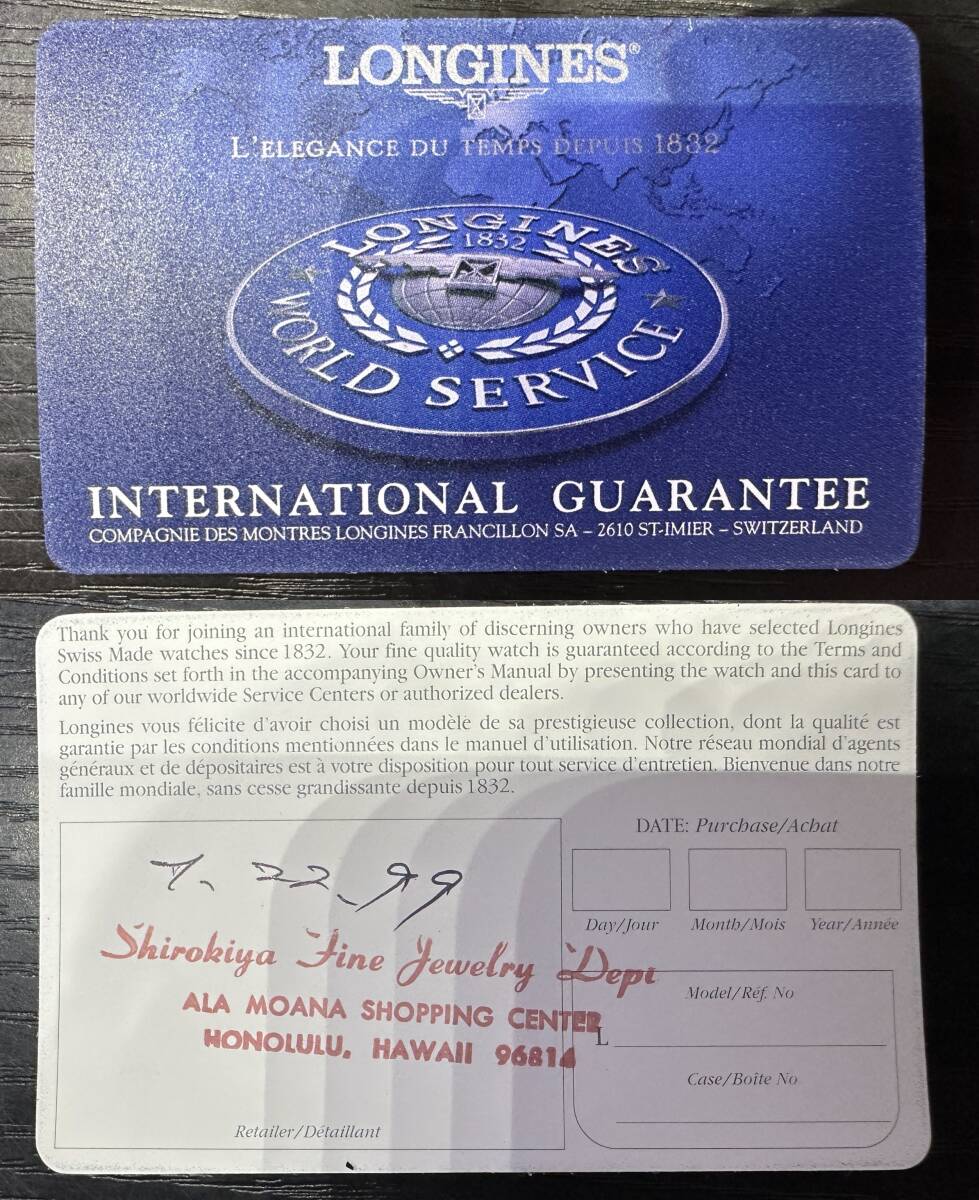 LONGINES®
L'ELEGANCE DU TEMPS DEPUIS 1832
LONGINES
1832
WORLD SERVICE
INTERNATIONAL GUARANTEE
COMPAGNIE DES MONTRES LONGINES FRANCILLON SA – 2610 ST-IMIER – SWITZERLAND
Thank you for joining an international family of discerning owners who have selected Longines
Swiss Made watches since 1832. Your fine quality watch is guaranteed according to the Terms and
Conditions set forth in the accompanying Owner's Manual by presenting the watch and this card to
any of our worldwide Service Centers or authorized dealers.
Longines vous félicite d'avoir choisi un modèle de sa prestigieuse collection, dont la qualité est
garantie par les conditions mentionnées dans le manuel d'utilisation. Notre réseau mondial d'agents
généraux et de dépositaires est à votre disposition pour tout service d'entretien. Bienvenue dans notre
famille mondiale, sans cesse grandissante depuis 1832.
7. 22. 99
Shirokiya Fine Jewelry Dept
ALA MOANA SHOPPING CENTER
HONOLULU, HAWAII 96814
Retailer/Détaillant
DATE: Purchase/Achat
Day/Jour Month/Mois Year/Année
Model/Réf. No
L
Case/Boîte No